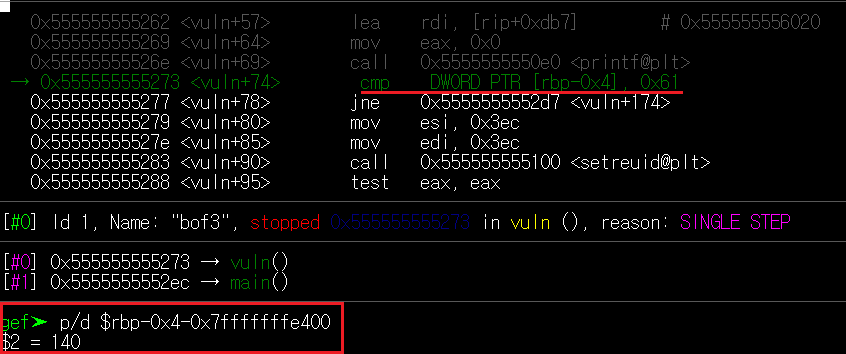 0x555555555262 <vuln+57> lea rdi, [rip+0xdb7] # 0x555555556020
0x555555555269 <vuln+64> mov eax, 0x0
0x55555555526e <vuln+69> call 0x5555555550e0 <printf@plt>
→ 0x555555555273 <vuln+74> cmp DWORD PTR [rbp-0x4], 0x61
0x555555555277 <vuln+78> jne 0x5555555552d7 <vuln+174>
0x555555555279 <vuln+80> mov esi, 0x3ec
0x55555555527e <vuln+85> mov edi, 0x3ec
0x555555555283 <vuln+90> call 0x555555555100 <setreuid@plt>
0x555555555288 <vuln+95> test eax, eax
[#0] Id 1, Name: "bof3", stopped 0x555555555273 in vuln (), reason: SINGLE STEP
[#0] 0x555555555273 → vuln()
[#1] 0x5555555552ec → main()
gef➤ p/d $rbp-0x4-0x7fffffffe400
$2 = 140